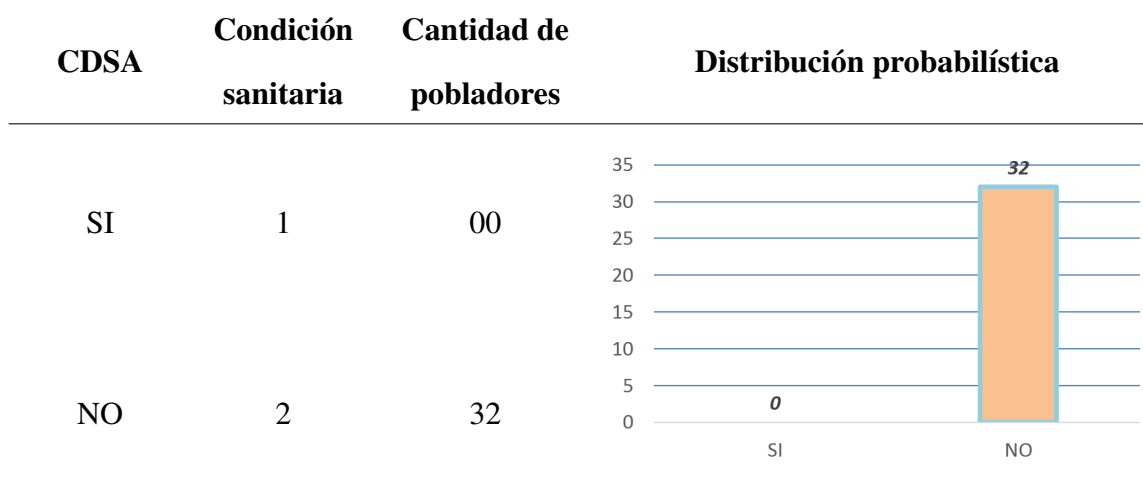 CDSA
Condición
sanitaria
Cantidad de
pobladores
Distribución probabilística
SI 1 00
NO 2 32
35
30
25
20
15
10
5
0
32
0
SI NO